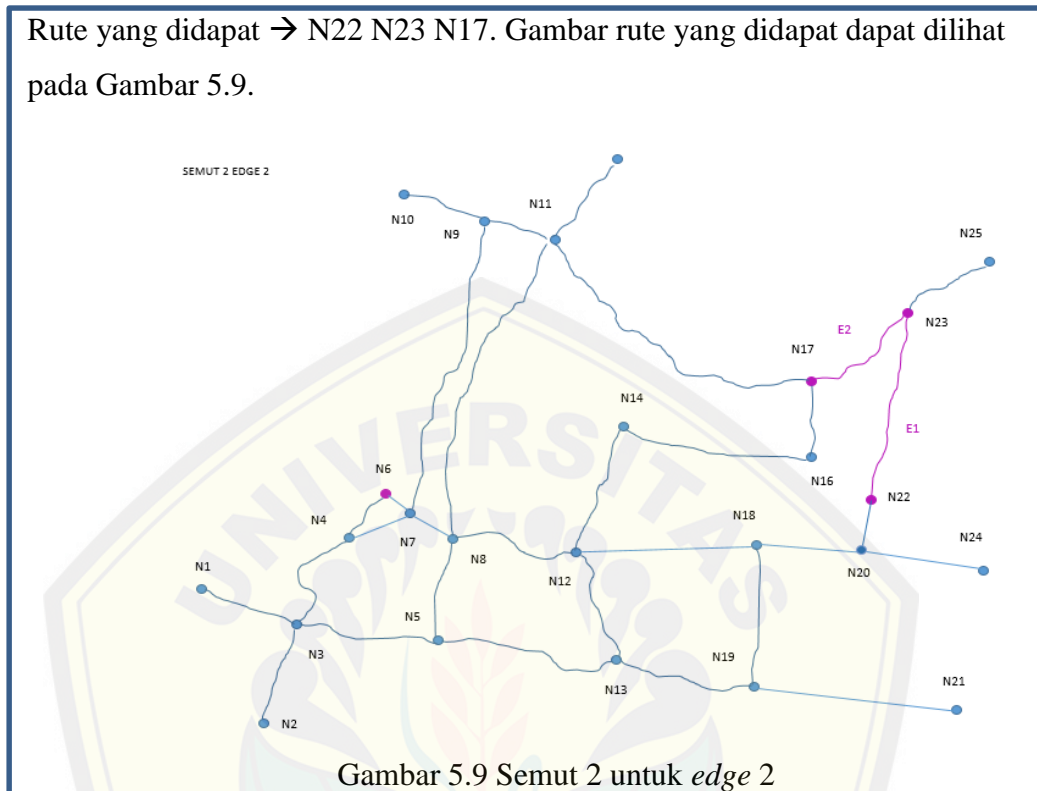 Rute yang didapat → N22 N23 N17. Gambar rute yang didapat dapat dilihat
pada Gambar 5.9.
SEMUT 2 EDGE 2
N10
N9
N11
N25
N23
E2
N17
N14
E1
N6
N16
N22
N4
N7
N8
N18
N24
N12
N20
N1
N5
N3
N19
N13
N21
N2
UNIVERSITAS
Gambar 5.9 Semut 2 untuk edge 2